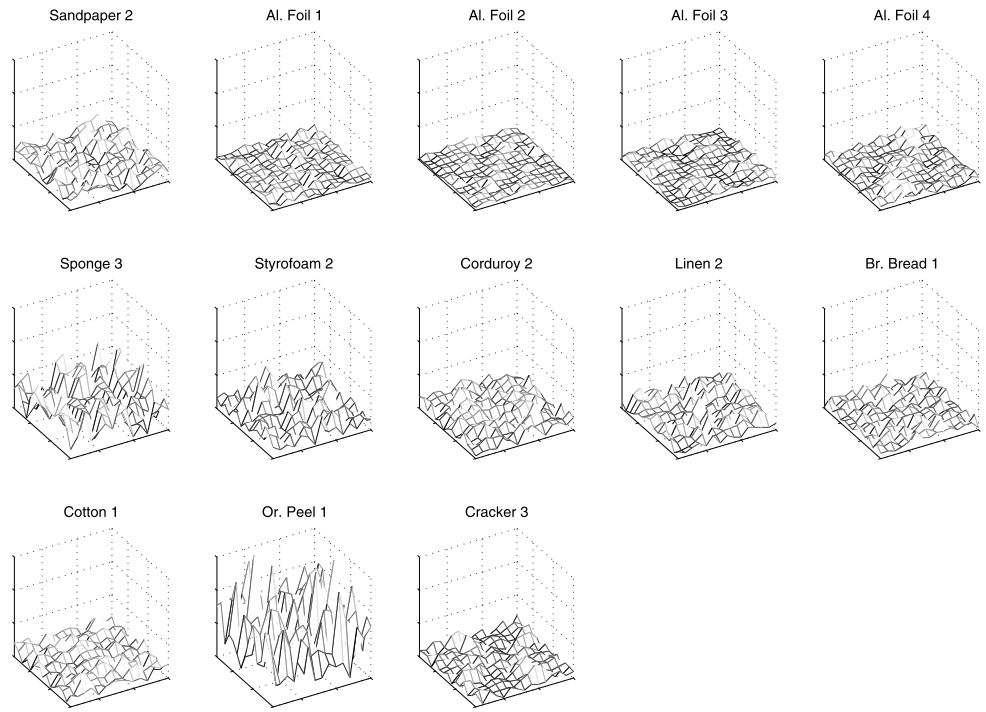 Sandpaper 2
Al. Foil 1
Al. Foil 2
Al. Foil 3
Al. Foil 4
Sponge 3
Styrofoam 2
Corduroy 2
Linen 2
Br. Bread 1
Cotton 1
Or. Peel 1
Cracker 3